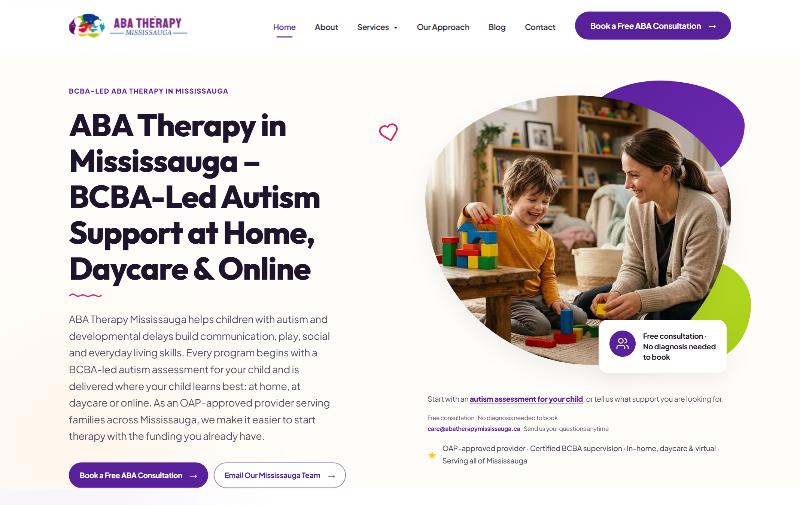 ABA THERAPY
MISSISSAUGA
Home
About
Services
Our Approach
Blog
Contact
Book a Free ABA Consultation →
BCBA-LED ABA THERAPY IN MISSISSAUGA
ABA Therapy in
Mississauga –
BCBA-Led Autism
Support at Home,
Daycare & Online
ABA Therapy Mississauga helps children with autism and
developmental delays build communication, play, social
and everyday living skills. Every program begins with a
BCBA-led autism assessment for your child and is
delivered where your child learns best: at home, at
daycare or online. As an OAP-approved provider serving
families across Mississauga, we make it easier to start
therapy with the funding you already have.
Book a Free ABA Consultation →
Email Our Mississauga Team →
Free consultation ·
No diagnosis needed
to book
Start with an autism assessment for your child, or tell us what support you are looking for.
Free consultation · No diagnosis needed to book
care@abatherapymississauga.ca · Send us your questions anytime
OAP-approved provider · Certified BCBA supervision · In-home, daycare & virtual ·
Serving all of Mississauga